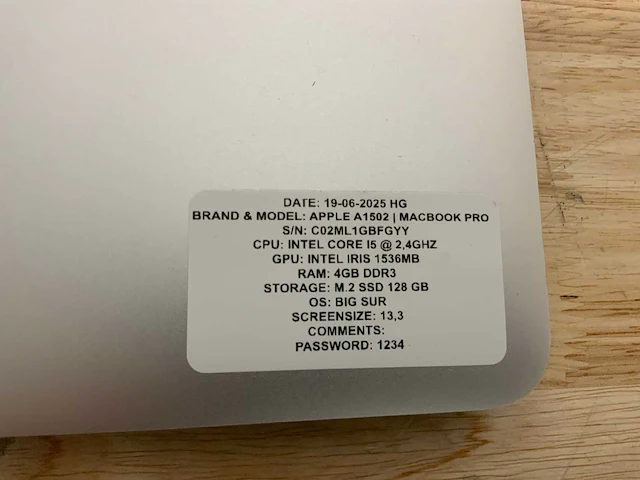 DATE: 19-06-2025 HG
BRAND & MODEL: APPLE A1502 | MACBOOK PRO
S/N: C02ML1GBFGYY
CPU: INTEL CORE I5 @ 2,4GHZ
GPU: INTEL IRIS 1536MB
RAM: 4GB DDR3
STORAGE: M.2 SSD 128 GB
OS: BIG SUR
SCREENSIZE: 13,3
COMMENTS:
PASSWORD: 1234